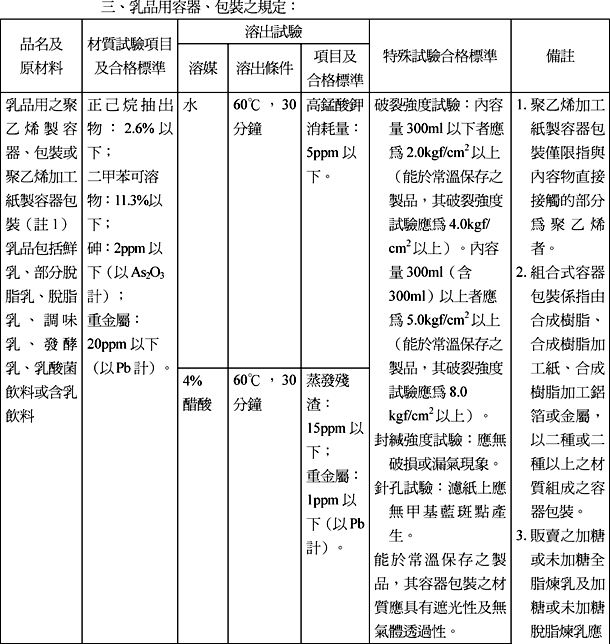 三、乳品用容器、包裝之規定：
品名及
原材料
材質試驗項目
及合格標準
溶出試驗
溶媒
溶出條件
項目及
合格標準
特殊試驗合格標準
備註
乳品用之聚
乙烯製容
器、包裝或
聚乙烯加工
紙製容器包
裝（註1）
乳品包括鮮
乳、部分脫
脂乳、脫脂
乳、調味
乳、發酵
乳、乳酸菌
飲料或含乳
飲料
正己烷抽出
物：2.6%以
下；
二甲苯可溶
物：11.3%以
下；
砷：2ppm以
下（以As₂O₃
計）；
重金屬：
20ppm以下
（以Pb計）。
水
60℃，30
分鐘
高錳酸鉀
消耗量：
5ppm以
下。
4%
醋酸
60℃，30
分鐘
蒸發殘
渣：
15ppm以
下；
重金屬：
1ppm以
下（以Pb
計）。
破裂強度試驗：內容
量300ml以下者應
為2.0kgf/cm²以上
（能於常溫保存之
製品，其破裂強度
試驗應為4.0kgf/
cm²以上）。內容
量300ml（含
300ml）以上者應
為5.0kgf/cm²以上
（能於常溫保存之
製品，其破裂強度
試驗應為8.0
kgf/cm²以上）。
封緘強度試驗：應無
破損或漏氣現象。
針孔試驗：濾紙上應
無甲基藍斑點產
生。
能於常溫保存之製
品，其容器包裝之材
質應具有遮光性及無
氣體透過性。
1. 聚乙烯加工
紙製容器包
裝僅限指與
內容物直接
接觸的部分
為聚乙烯
者。
2. 組合式容器
包裝係指由
合成樹脂、
合成樹脂加
工紙、合成
樹脂加工鋁
箔或金屬，
以二種或二
種以上之材
質組成之容
器包裝。
3. 販賣之加糖
或未加糖全
脂煉乳及加
糖或未加糖
脫脂煉乳應